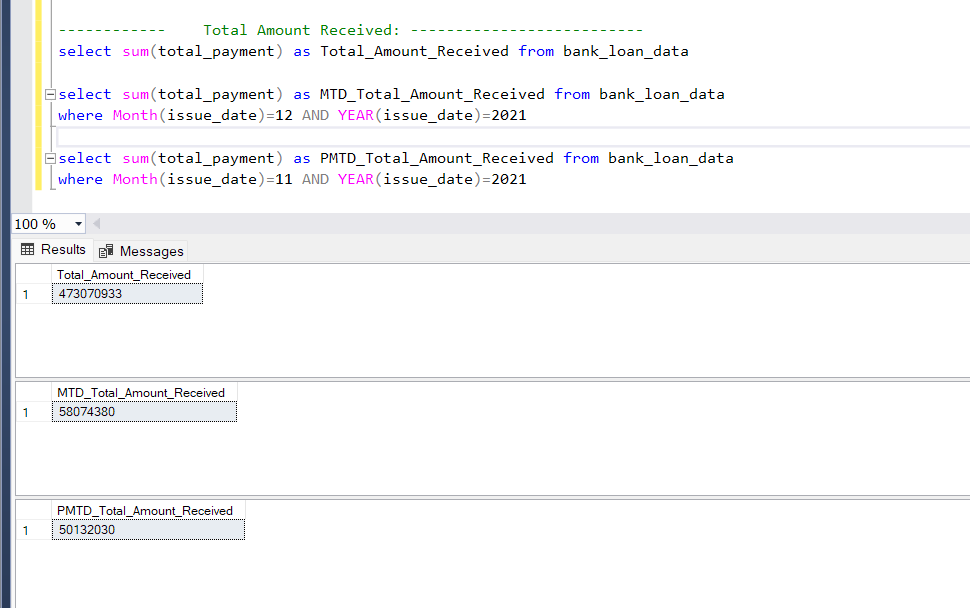 ------------    Total Amount Received: --------------------------
select sum(total_payment) as Total_Amount_Received from bank_loan_data
select sum(total_payment) as MTD_Total_Amount_Received from bank_loan_data
where Month(issue_date)=12 AND YEAR(issue_date)=2021
select sum(total_payment) as PMTD_Total_Amount_Received from bank_loan_data
where Month(issue_date)=11 AND YEAR(issue_date)=2021
100 %
Results Messages
Total_Amount_Received
1 473070933
MTD_Total_Amount_Received
1 58074380
PMTD_Total_Amount_Received
1 50132030